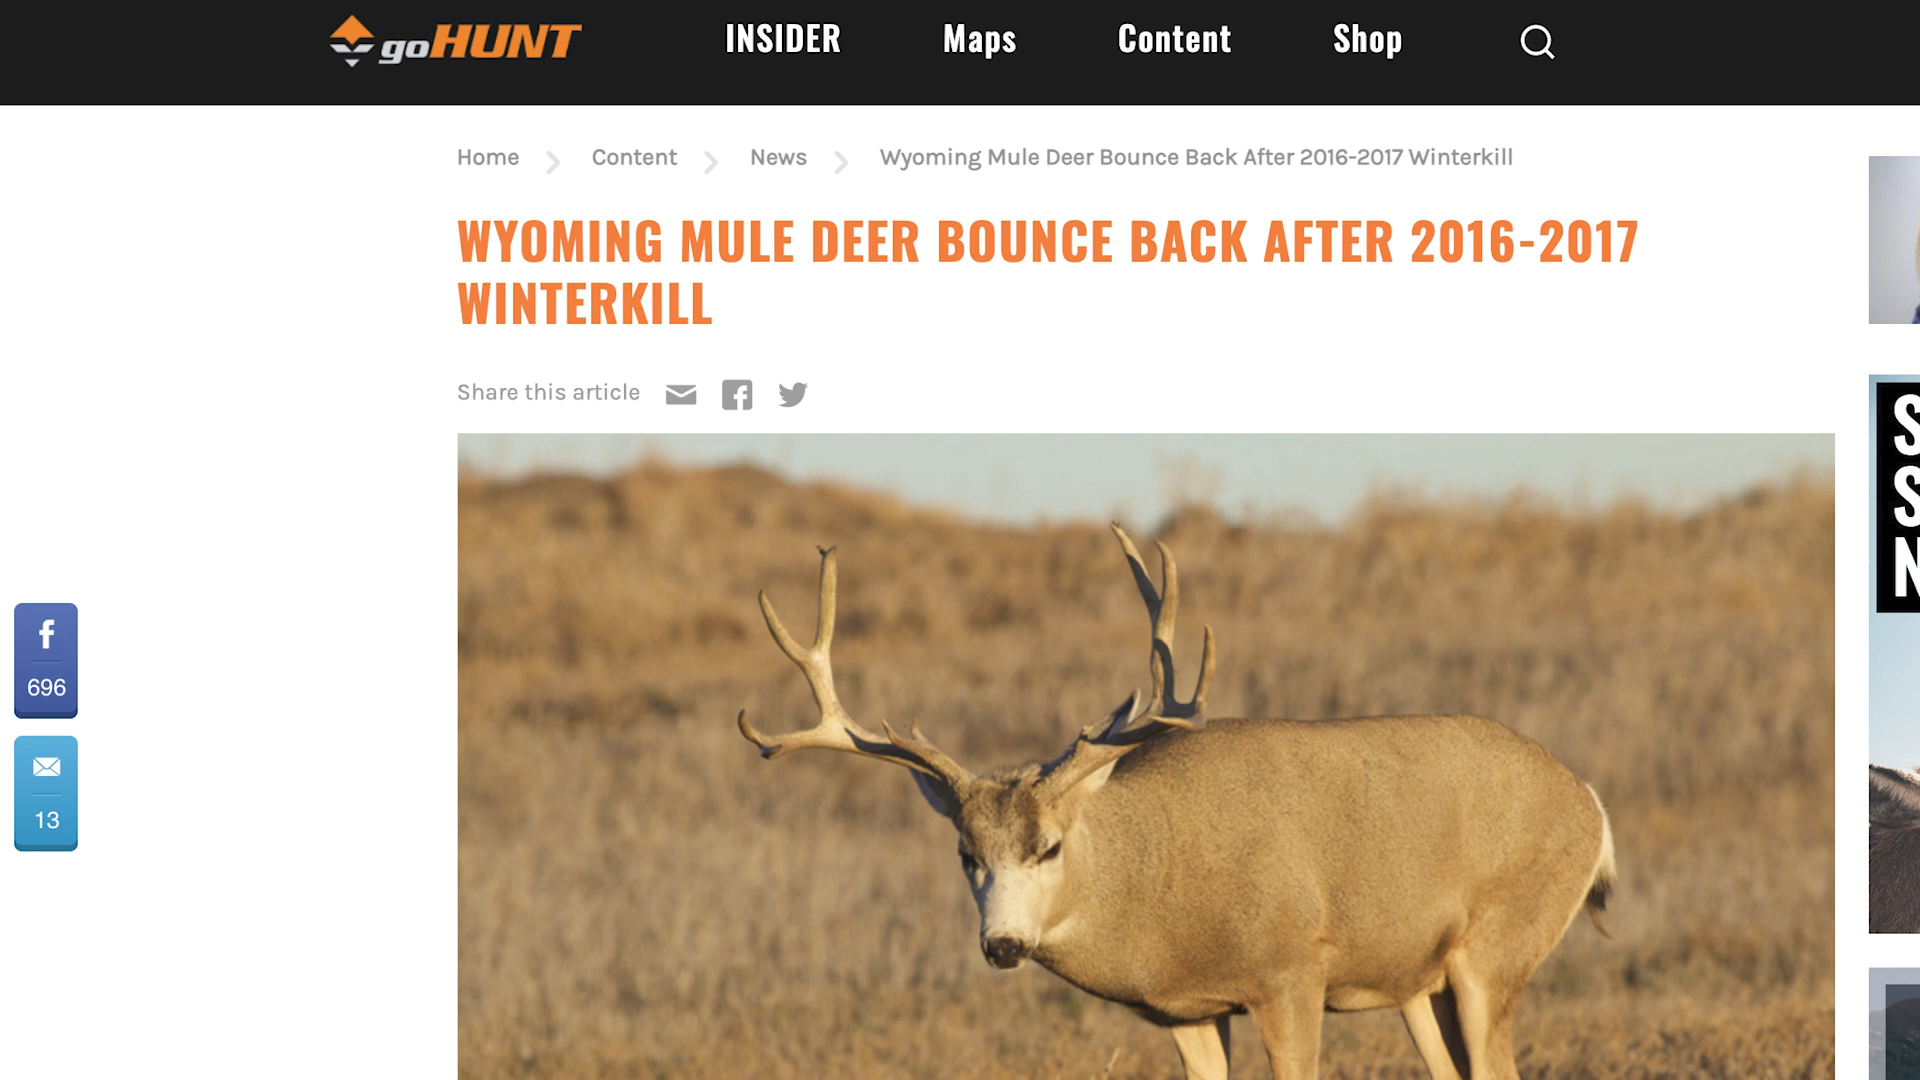 goHUNT INSIDER Maps Content Shop
Home Content News Wyoming Mule Deer Bounce Back After 2016-2017 Winterkill
WYOMING MULE DEER BOUNCE BACK AFTER 2016-2017
WINTERKILL
Share this article
696
13
S
S
N